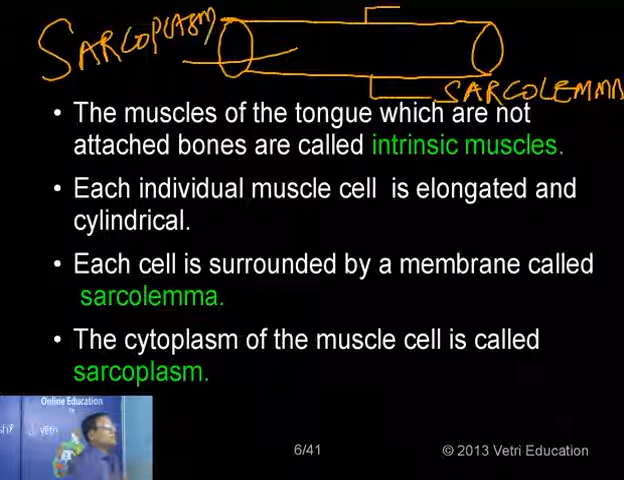 SARCOPLASM
SARCOLEMMA
• The muscles of the tongue which are not
attached bones are called intrinsic muscles.
• Each individual muscle cell is elongated and
cylindrical.
• Each cell is surrounded by a membrane called
sarcolemma.
• The cytoplasm of the muscle cell is called
sarcoplasm.
Online Education
Vetri
6/41
© 2013 Vetri Education